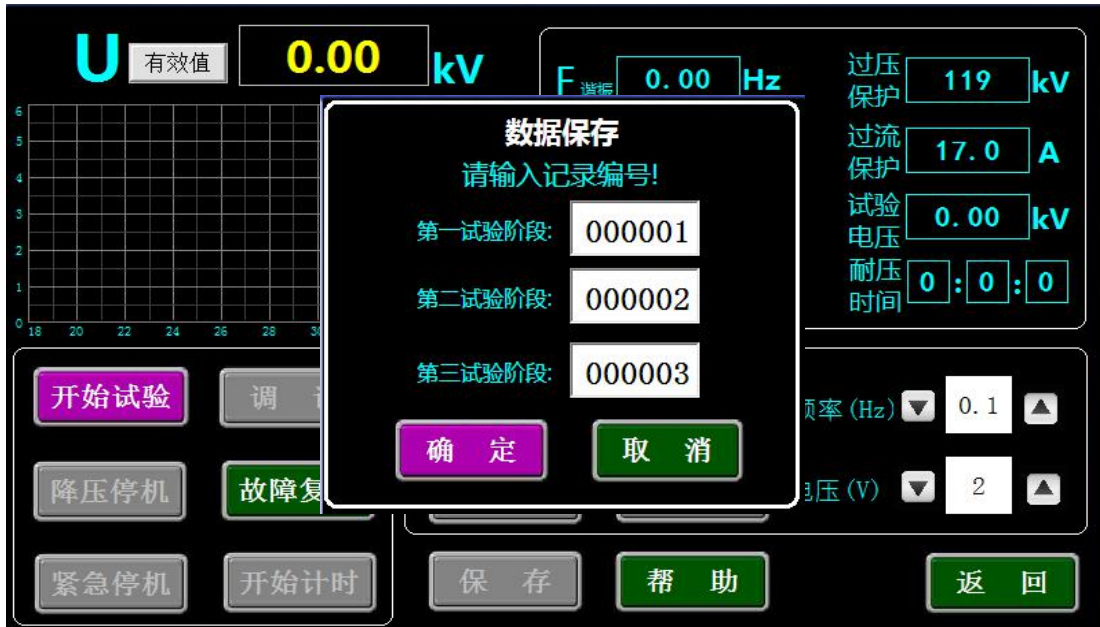 U 有效值 0.00 kV
F 谐振 0.00 Hz
过压保护 119 kV
过流保护 17.0 A
试验电压 0.00 kV
耐压时间 0:0:0
6
5
4
3
2
1
0
18 20 22 24 26 28
数据保存
请输入记录编号!
第一试验阶段: 000001
第二试验阶段: 000002
第三试验阶段: 000003
确 定 取 消
开始试验 调
率(Hz) ▼ 0.1 ▲
降压停机 故障复
压(V) ▼ 2 ▲
紧急停机 开始计时 保 存 帮 助 返 回